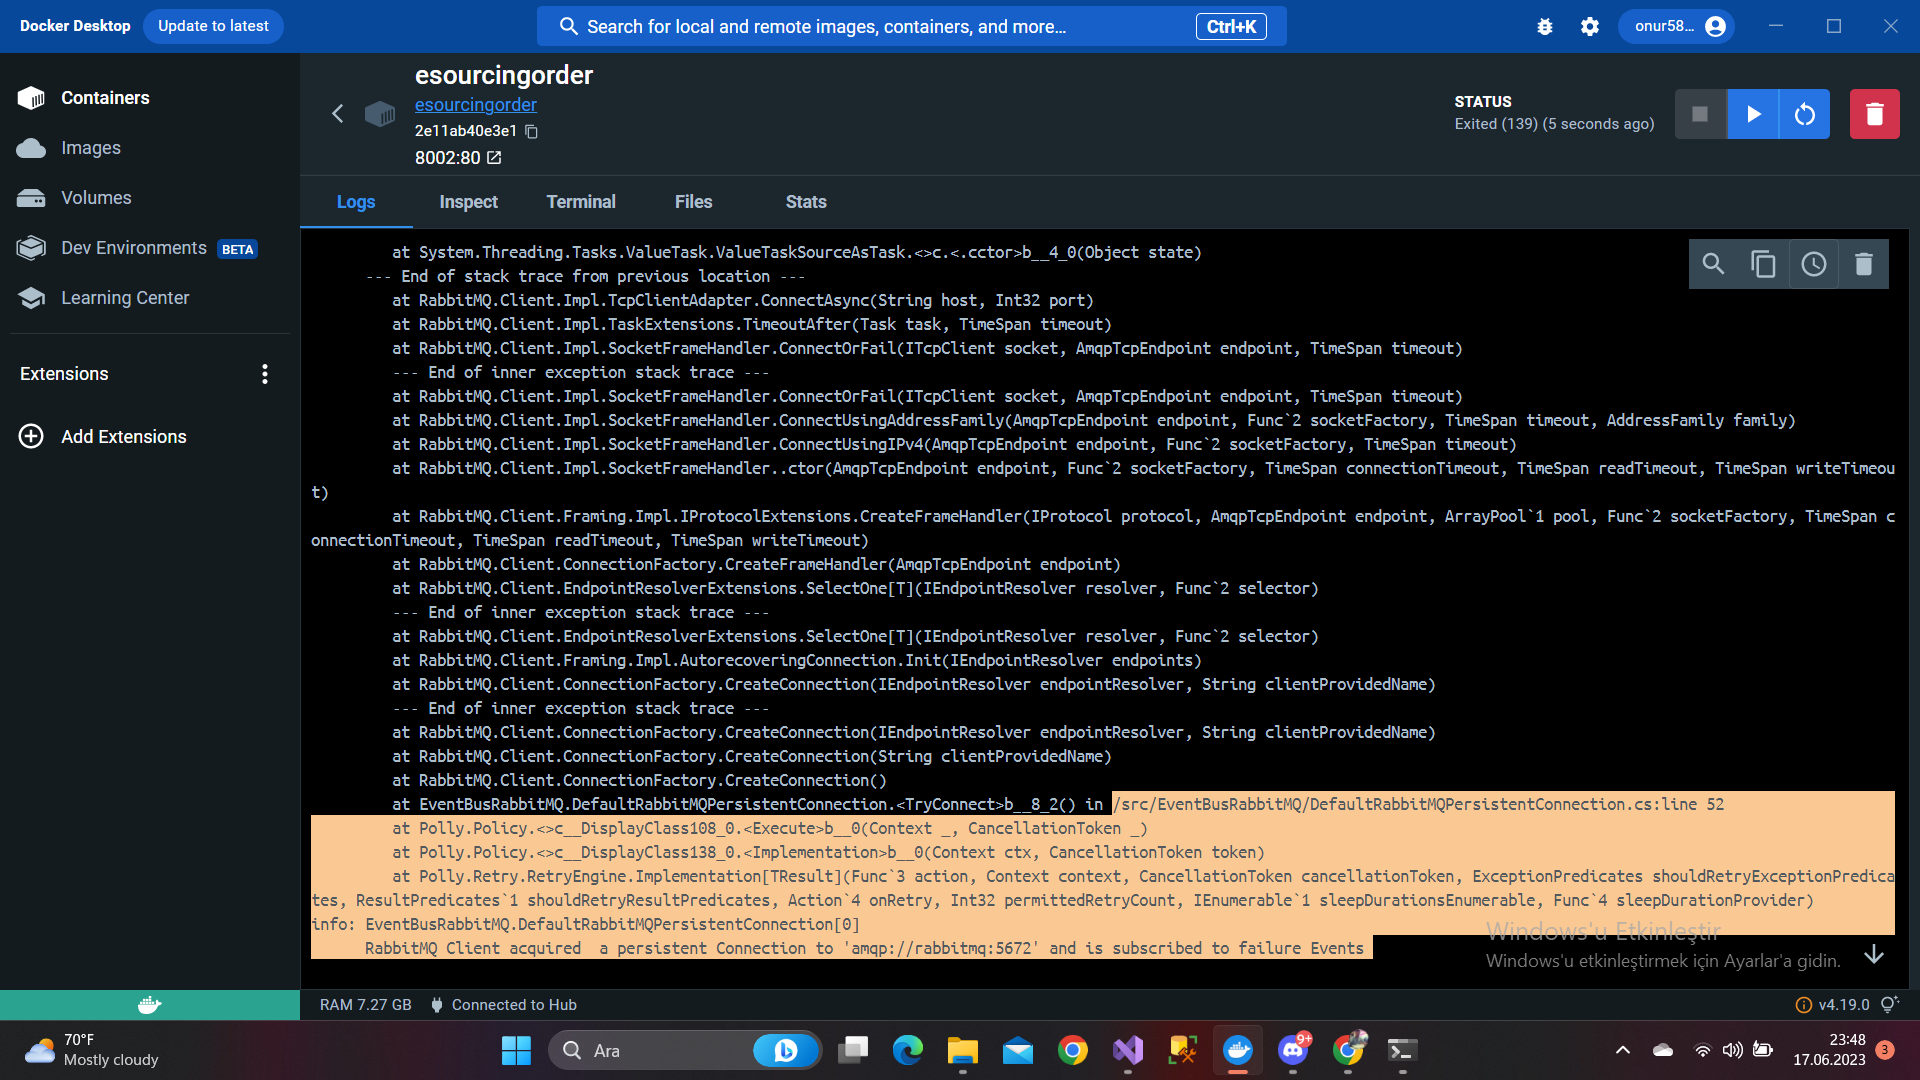 Docker Desktop
Update to latest
Search for local and remote images, containers, and more...
Ctrl+K
onur58...
Containers
Images
Volumes
Dev Environments BETA
Learning Center
Extensions
Add Extensions
esourcingorder
esourcingorder
2e11ab40e3e1
8002:80
STATUS
Exited (139) (5 seconds ago)
Logs
Inspect
Terminal
Files
Stats
at System.Threading.Tasks.ValueTask.ValueTaskSourceAsTask.<>c.<.cctor>b__4_0(Object state)
--- End of stack trace from previous location ---
at RabbitMQ.Client.Impl.TcpClientAdapter.ConnectAsync(String host, Int32 port)
at RabbitMQ.Client.Impl.TaskExtensions.TimeoutAfter(Task task, TimeSpan timeout)
at RabbitMQ.Client.Impl.SocketFrameHandler.ConnectOrFail(ITcpClient socket, AmqpTcpEndpoint endpoint, TimeSpan timeout)
--- End of inner exception stack trace ---
at RabbitMQ.Client.Impl.SocketFrameHandler.ConnectOrFail(ITcpClient socket, AmqpTcpEndpoint endpoint, TimeSpan timeout)
at RabbitMQ.Client.Impl.SocketFrameHandler.ConnectUsingAddressFamily(AmqpTcpEndpoint endpoint, Func`2 socketFactory, TimeSpan timeout, AddressFamily family)
at RabbitMQ.Client.Impl.SocketFrameHandler.ConnectUsingIPv4(AmqpTcpEndpoint endpoint, Func`2 socketFactory, TimeSpan timeout)
at RabbitMQ.Client.Impl.SocketFrameHandler..ctor(AmqpTcpEndpoint endpoint, Func`2 socketFactory, TimeSpan connectionTimeout, TimeSpan readTimeout, TimeSpan writeTimeou
t)
at RabbitMQ.Client.Framing.Impl.IProtocolExtensions.CreateFrameHandler(IProtocol protocol, AmqpTcpEndpoint endpoint, ArrayPool`1 pool, Func`2 socketFactory, TimeSpan c
onnectionTimeout, TimeSpan readTimeout, TimeSpan writeTimeout)
at RabbitMQ.Client.ConnectionFactory.CreateFrameHandler(AmqpTcpEndpoint endpoint)
at RabbitMQ.Client.EndpointResolverExtensions.SelectOne[T](IEndpointResolver resolver, Func`2 selector)
--- End of inner exception stack trace ---
at RabbitMQ.Client.EndpointResolverExtensions.SelectOne[T](IEndpointResolver resolver, Func`2 selector)
at RabbitMQ.Client.Framing.Impl.AutorecoveringConnection.Init(IEndpointResolver endpoints)
at RabbitMQ.Client.ConnectionFactory.CreateConnection(IEndpointResolver endpointResolver, String clientProvidedName)
--- End of inner exception stack trace ---
at RabbitMQ.Client.ConnectionFactory.CreateConnection(IEndpointResolver endpointResolver, String clientProvidedName)
at RabbitMQ.Client.ConnectionFactory.CreateConnection(String clientProvidedName)
at RabbitMQ.Client.ConnectionFactory.CreateConnection()
at EventBusRabbitMQ.DefaultRabbitMQPersistentConnection.<TryConnect>b__8_2() in /src/EventBusRabbitMQ/DefaultRabbitMQPersistentConnection.cs:line 52
at Polly.Policy.<>c__DisplayClass108_0.<Execute>b__0(Context _, CancellationToken _)
at Polly.Policy.<>c__DisplayClass138_0.<Implementation>b__0(Context ctx, CancellationToken token)
at Polly.Retry.RetryEngine.Implementation[TResult](Func`3 action, Context context, CancellationToken cancellationToken, ExceptionPredicates shouldRetryExceptionPredica
tes, ResultPredicates`1 shouldRetryResultPredicates, Action`4 onRetry, Int32 permittedRetryCount, IEnumerable`1 sleepDurationsEnumerable, Func`4 sleepDurationProvider)
info: EventBusRabbitMQ.DefaultRabbitMQPersistentConnection[0]
RabbitMQ Client acquired  a persistent Connection to 'amqp://rabbitmq:5672' and is subscribed to failure Events
Windows'u Etkinleştir
Windows'u etkinleştirmek için Ayarlar'a gidin.
RAM 7.27 GB
Connected to Hub
v4.19.0
70°F
Mostly cloudy
Ara
9+
23:48
17.06.2023
3